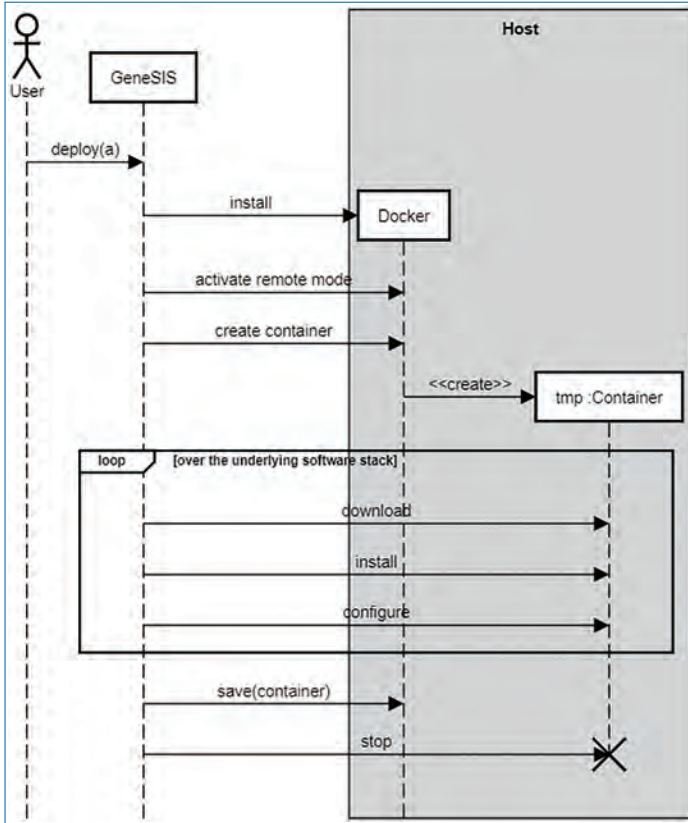 Host
User
GeneSIS
deploy(a)
install
Docker
activate remote mode
create container
<<create>>
tmp :Container
loop
[over the underlying software stack]
download
install
configure
save(container)
stop